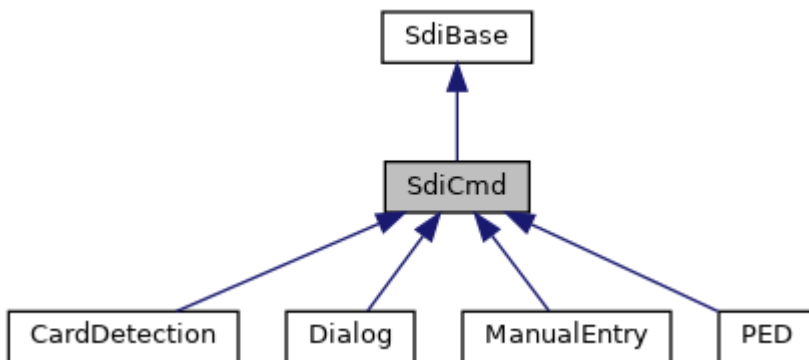 SdiBase
SdiCmd
CardDetection
Dialog
ManualEntry
PED